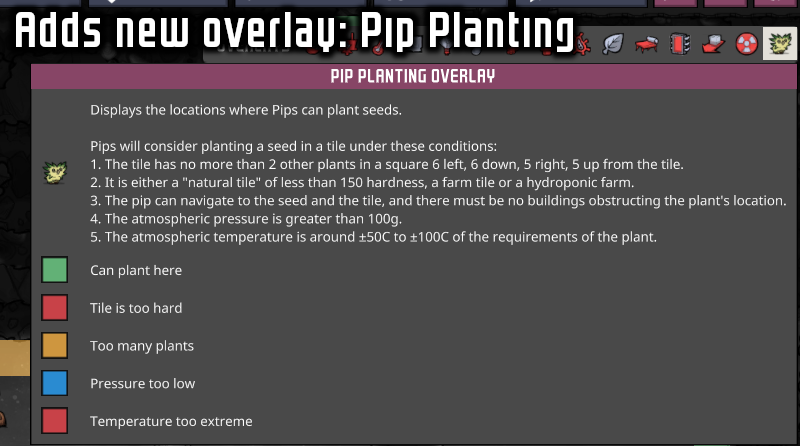 Adds new overlay: Pip Planting
PIP PLANTING OVERLAY
Displays the locations where Pips can plant seeds.
Pips will consider planting a seed in a tile under these conditions:
1. The tile has no more than 2 other plants in a square 6 left, 6 down, 5 right, 5 up from the tile.
2. It is either a "natural tile" of less than 150 hardness, a farm tile or a hydroponic farm.
3. The pip can navigate to the seed and the tile, and there must be no buildings obstructing the plant's location.
4. The atmospheric pressure is greater than 100g.
5. The atmospheric temperature is around ±50C to ±100C of the requirements of the plant.
Can plant here
Tile is too hard
Too many plants
Pressure too low
Temperature too extreme